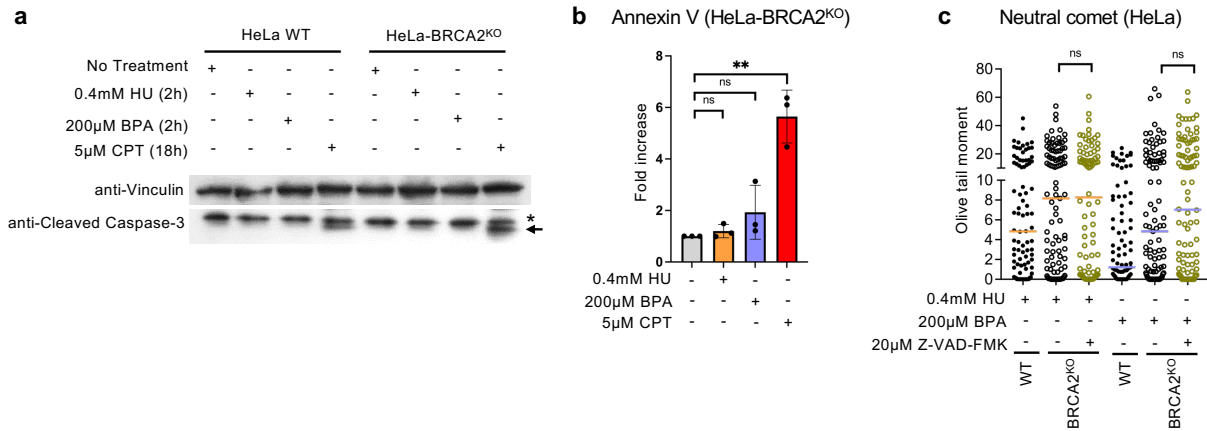 a
HeLa WT HeLa-BRCA2KO
No Treatment + - - - + - - -
0.4mM HU (2h) - + - - - + - -
200µM BPA (2h) - - + - - - + -
5µM CPT (18h) - - - + - - - +
anti-Vinculin
anti-Cleaved Caspase-3 *
b Annexin V (HeLa-BRCA2KO)
Fold increase
8
6
4
2
0
**
ns
ns
0.4mM HU - + - -
200µM BPA - - + -
5µM CPT - - - +
c Neutral comet (HeLa)
Olive tail moment
80
60
40
20
10
8
6
4
2
0
ns ns
0.4mM HU + + + - - -
200µM BPA - - - + + +
20µM Z-VAD-FMK - - + - - +
WT BRCA2KO WT BRCA2KO